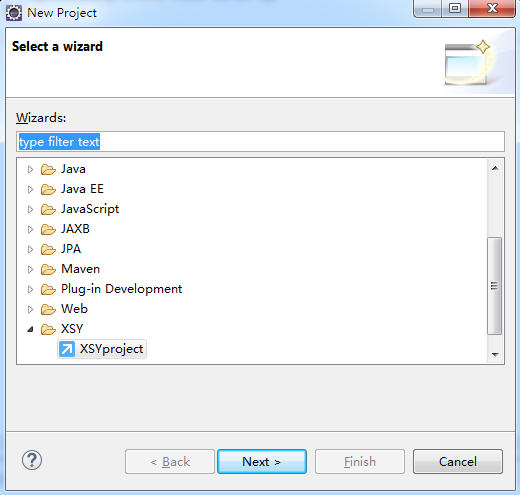 New Project
Select a wizard
Wizards:
type filter text
Java
Java EE
JavaScript
JAXB
JPA
Maven
Plug-in Development
Web
XSY
XSYproject
?
< Back
Next >
Finish
Cancel